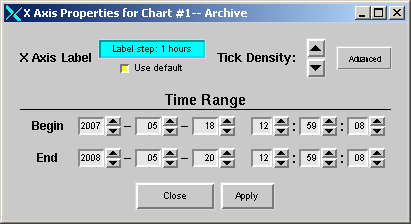 X Axis Properties for Chart #1-- Archive
X Axis Label
Label step: 1 hours
Use default
Tick Density:
Advanced
Time Range
Begin 2007 - 05 - 18 12 : 59 : 08
End 2008 - 05 - 20 12 : 59 : 08
Close Apply